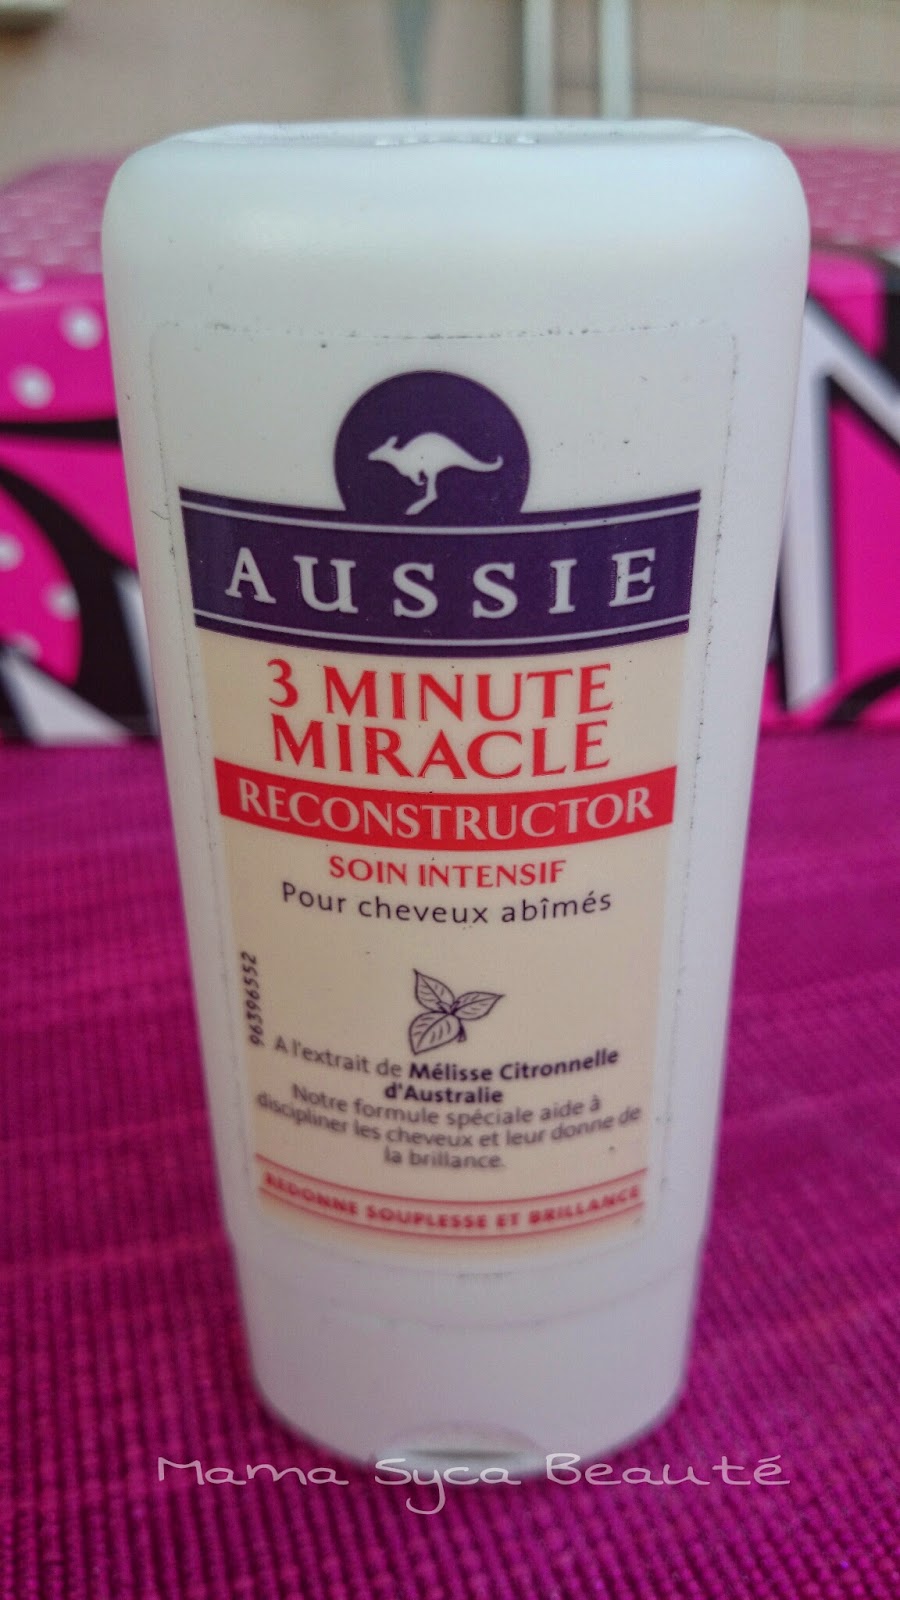 AUSSIE
3 MINUTE
MIRACLE
RECONSTRUCTOR
SOIN INTENSIF
Pour cheveux abîmés
96396552
A l'extrait de Mélisse Citronnelle
d'Australie
Notre formule spéciale aide à
discipliner les cheveux et leur donne de
la brillance.
REDONNE SOUPLESSE ET BRILLANCE
Mama Syca Beauté